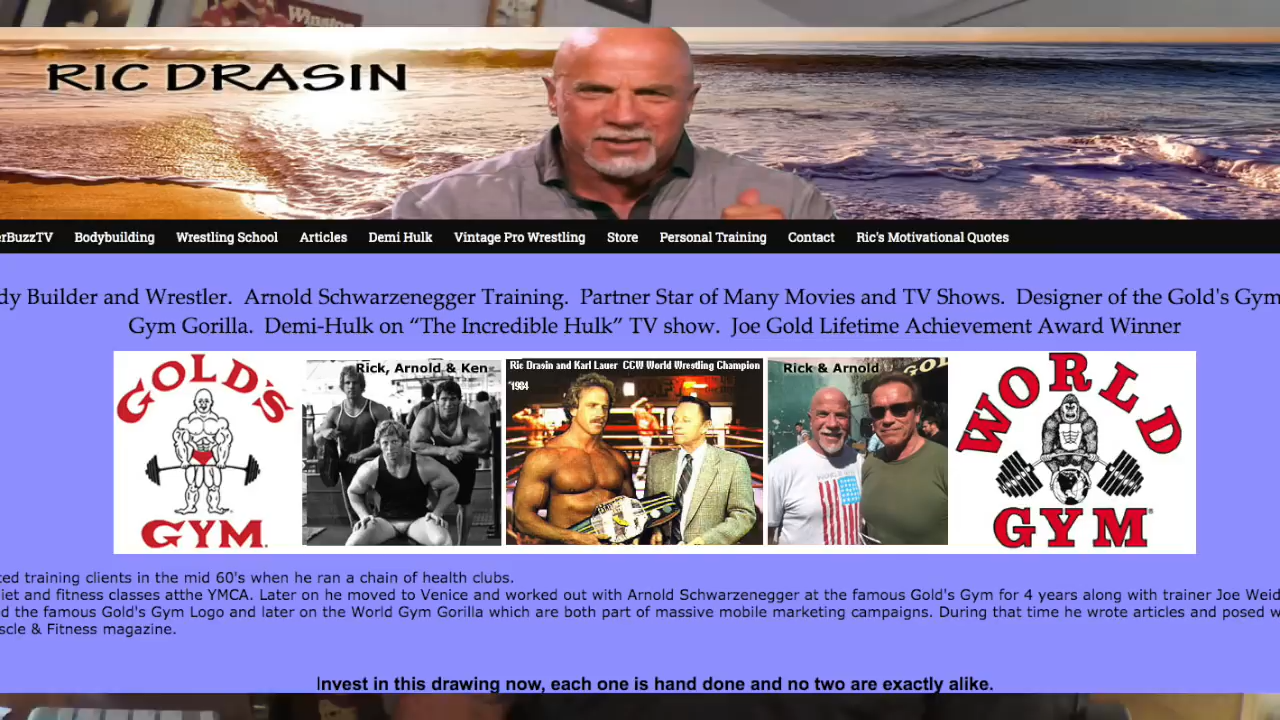 Winston
RIC DRASIN
erBuzzTV Bodybuilding Wrestling School Articles Demi Hulk Vintage Pro Wrestling Store Personal Training Contact Ric's Motivational Quotes
dy Builder and Wrestler. Arnold Schwarzenegger Training. Partner Star of Many Movies and TV Shows. Designer of the Gold's Gym
Gym Gorilla. Demi-Hulk on “The Incredible Hulk” TV show. Joe Gold Lifetime Achievement Award Winner
GOLD'S
GYM
Rick, Arnold & Ken
Ric Drasin and Karl Lauer CCW World Wrestling Champion
1984
Rick & Arnold
GOL
WORLD
GYM
ted training clients in the mid 60's when he ran a chain of health clubs.
iet and fitness classes atthe YMCA. Later on he moved to Venice and worked out with Arnold Schwarzenegger at the famous Gold's Gym for 4 years along with trainer Joe Weid
d the famous Gold's Gym Logo and later on the World Gym Gorilla which are both part of massive mobile marketing campaigns. During that time he wrote articles and posed w
scle & Fitness magazine.
Invest in this drawing now, each one is hand done and no two are exactly alike.